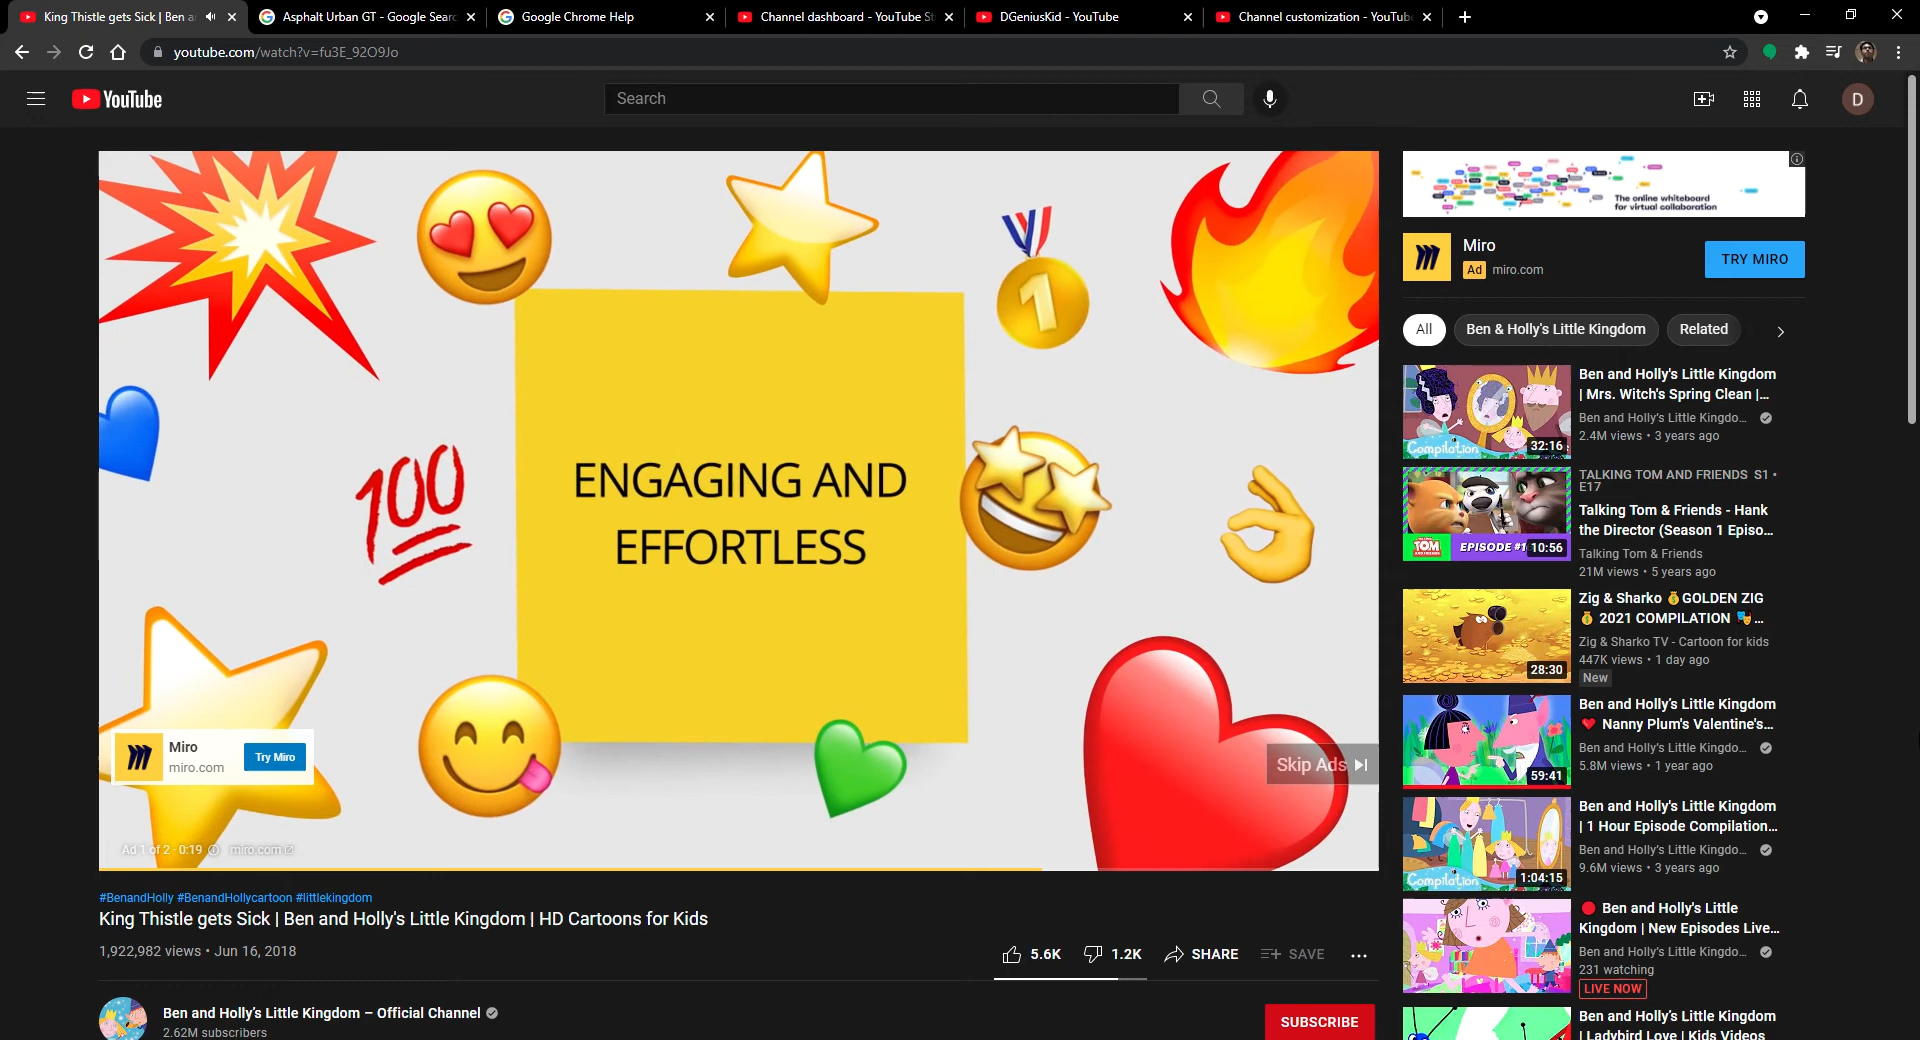 King Thistle gets Sick | Ben a
Asphalt Urban GT - Google Searc
Google Chrome Help
Channel dashboard - YouTube St
DGeniusKid - YouTube
Channel customization - YouTub
youtube.com/watch?v=fu3E_92O9Jo
YouTube
Search
D
ENGAGING AND
EFFORTLESS
100
1
Miro
miro.com
Try Miro
Skip Ads
Ad 1 of 2 · 0:19
miro.com
#BenandHolly #BenandHollycartoon #littlekingdom
King Thistle gets Sick | Ben and Holly's Little Kingdom | HD Cartoons for Kids
1,922,982 views • Jun 16, 2018
5.6K
1.2K
SHARE
SAVE
Ben and Holly's Little Kingdom – Official Channel
2.62M subscribers
SUBSCRIBE
The online whiteboard
for virtual collaboration
Miro
Ad miro.com
TRY MIRO
All
Ben & Holly's Little Kingdom
Related
Compilation
32:16
Ben and Holly's Little Kingdom
| Mrs. Witch's Spring Clean |...
Ben and Holly's Little Kingdo...
2.4M views • 3 years ago
TALKING
TOM
AND FRIENDS
EPISODE #1
10:56
TALKING TOM AND FRIENDS S1 •
E17
Talking Tom & Friends - Hank
the Director (Season 1 Episo...
Talking Tom & Friends
21M views • 5 years ago
28:30
Zig & Sharko 💰GOLDEN ZIG
💰 2021 COMPILATION 🎭...
Zig & Sharko TV - Cartoon for kids
447K views • 1 day ago
New
59:41
Ben and Holly's Little Kingdom
❤️ Nanny Plum's Valentine's...
Ben and Holly's Little Kingdo...
5.8M views • 1 year ago
Compilation
1:04:15
Ben and Holly's Little Kingdom
| 1 Hour Episode Compilation...
Ben and Holly's Little Kingdo...
9.6M views • 3 years ago
🔴 Ben and Holly's Little
Kingdom | New Episodes Live...
Ben and Holly's Little Kingdo...
231 watching
LIVE NOW
Ben and Holly's Little Kingdom
| Ladybird Love | Kids Videos